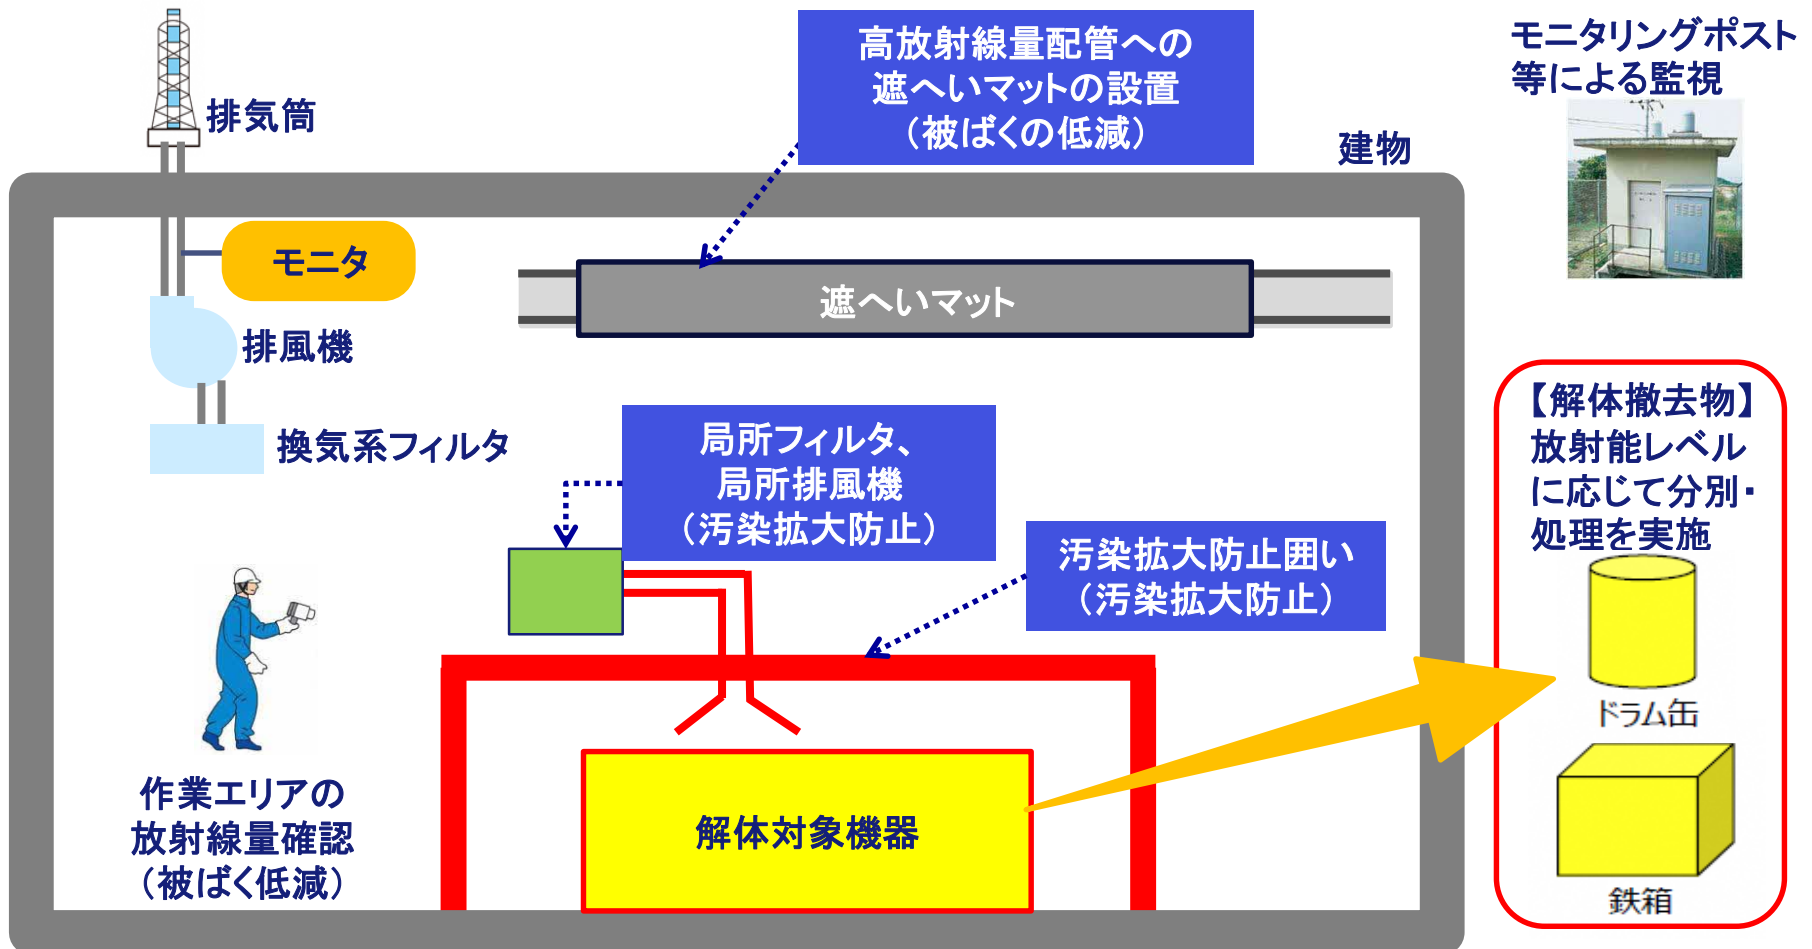 高放射線量配管への
遮へいマットの設置
（被ばくの低減）
モニタリングポスト
等による監視
排気筒
建物
モニタ
遮へいマット
排風機
換気系フィルタ
局所フィルタ、
局所排風機
（汚染拡大防止）
汚染拡大防止囲い
（汚染拡大防止）
【解体撤去物】
放射能レベル
に応じて分別・
処理を実施
ドラム缶
鉄箱
作業エリアの
放射線量確認
（被ばく低減）
解体対象機器